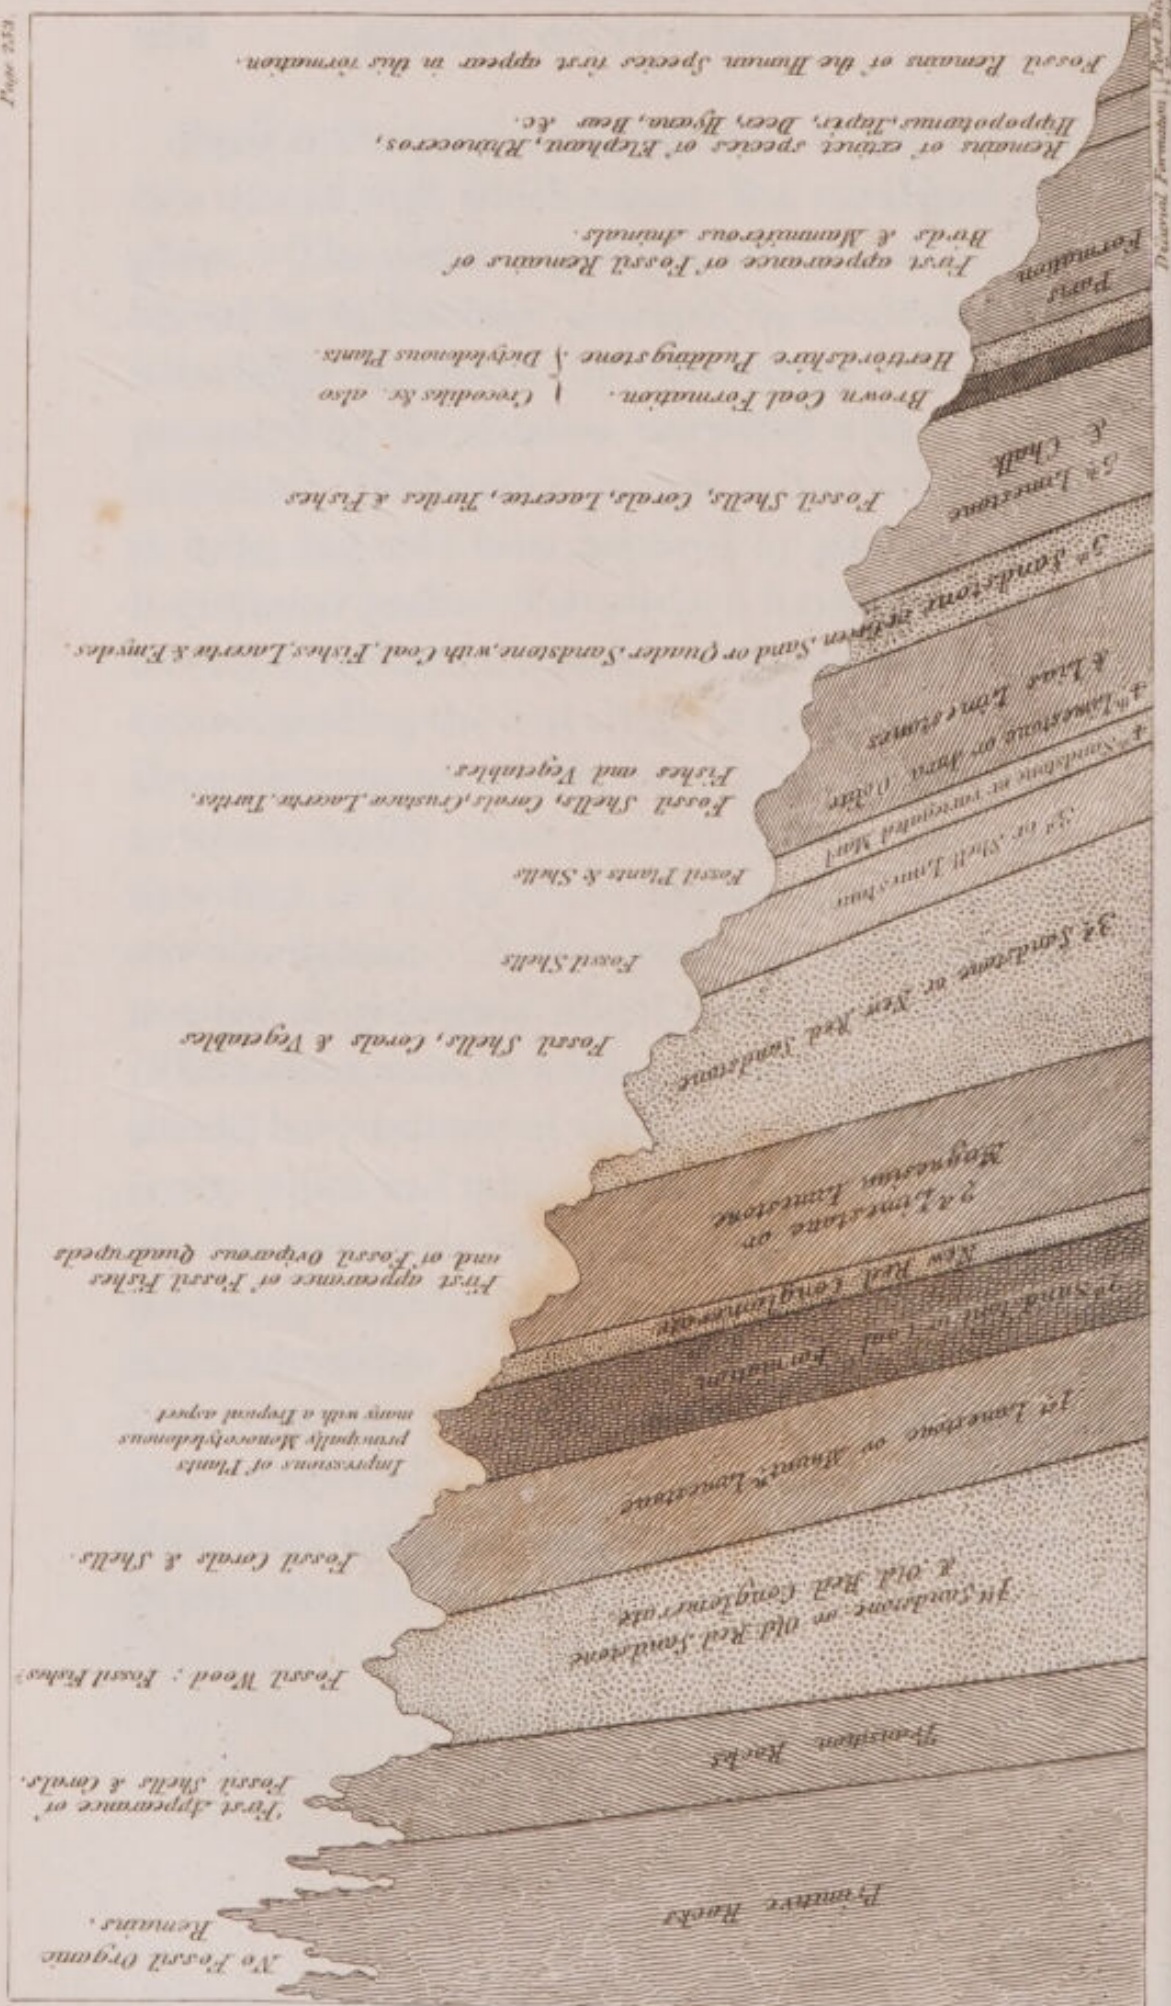 No Fossil Organic
Remains.
Primitive Rocks
First Appearance of
Fossil Shells & Corals.
Transition Rocks
Fossil Wood; Fossil Fishes?
1st Sandstone or Old Red Sandstone
& Old Red Conglomerate.
Fossil Corals & Shells.
1st Limestone or Mountn Limestone
Impressions of Plants
principally Monocotyledonous
many with a Tropical aspect
2d Sandstone or Coal Formation
New Red Conglomerate
First appearance of Fossil Fishes
and of Fossil Oviparous Quadrupeds
2d Limestone or
Magnesian Limestone
Fossil Shells, Corals & Vegetables
3d Sandstone or New Red Sandstone
Fossil Shells
3d or Shell Limestone
Fossil Plants & Shells
4th Sandstone or variegated Marl
Fossil Shells, Corals, Crustacæ, Lacertæ, Turtles,
Fishes and Vegetables.
4th Limestone or Jura Oolite
& Lias Limestones
5th Sandstone or Green Sand or Quader Sandstone, with Coal, Fishes, Lacertæ & Emydes.
Fossil Shells, Corals, Lacertæ, Turtles & Fishes
5th Limestone
& Chalk
Brown Coal Formation. } Crocodiles &c. also
Hertfordshire Puddingstone } Dictyledonous Plants.
First appearance of Fossil Remains of
Birds & Mammiferous Animals.
Paris
Formation
Remains of extinct species of Elephant, Rhinoceros,
Hippopotamus, Tapir, Deer, Hyæna, Bear &c.
Diluvial Formation
Fossil Remains of the Human Species first appear in this formation.
Post
Page